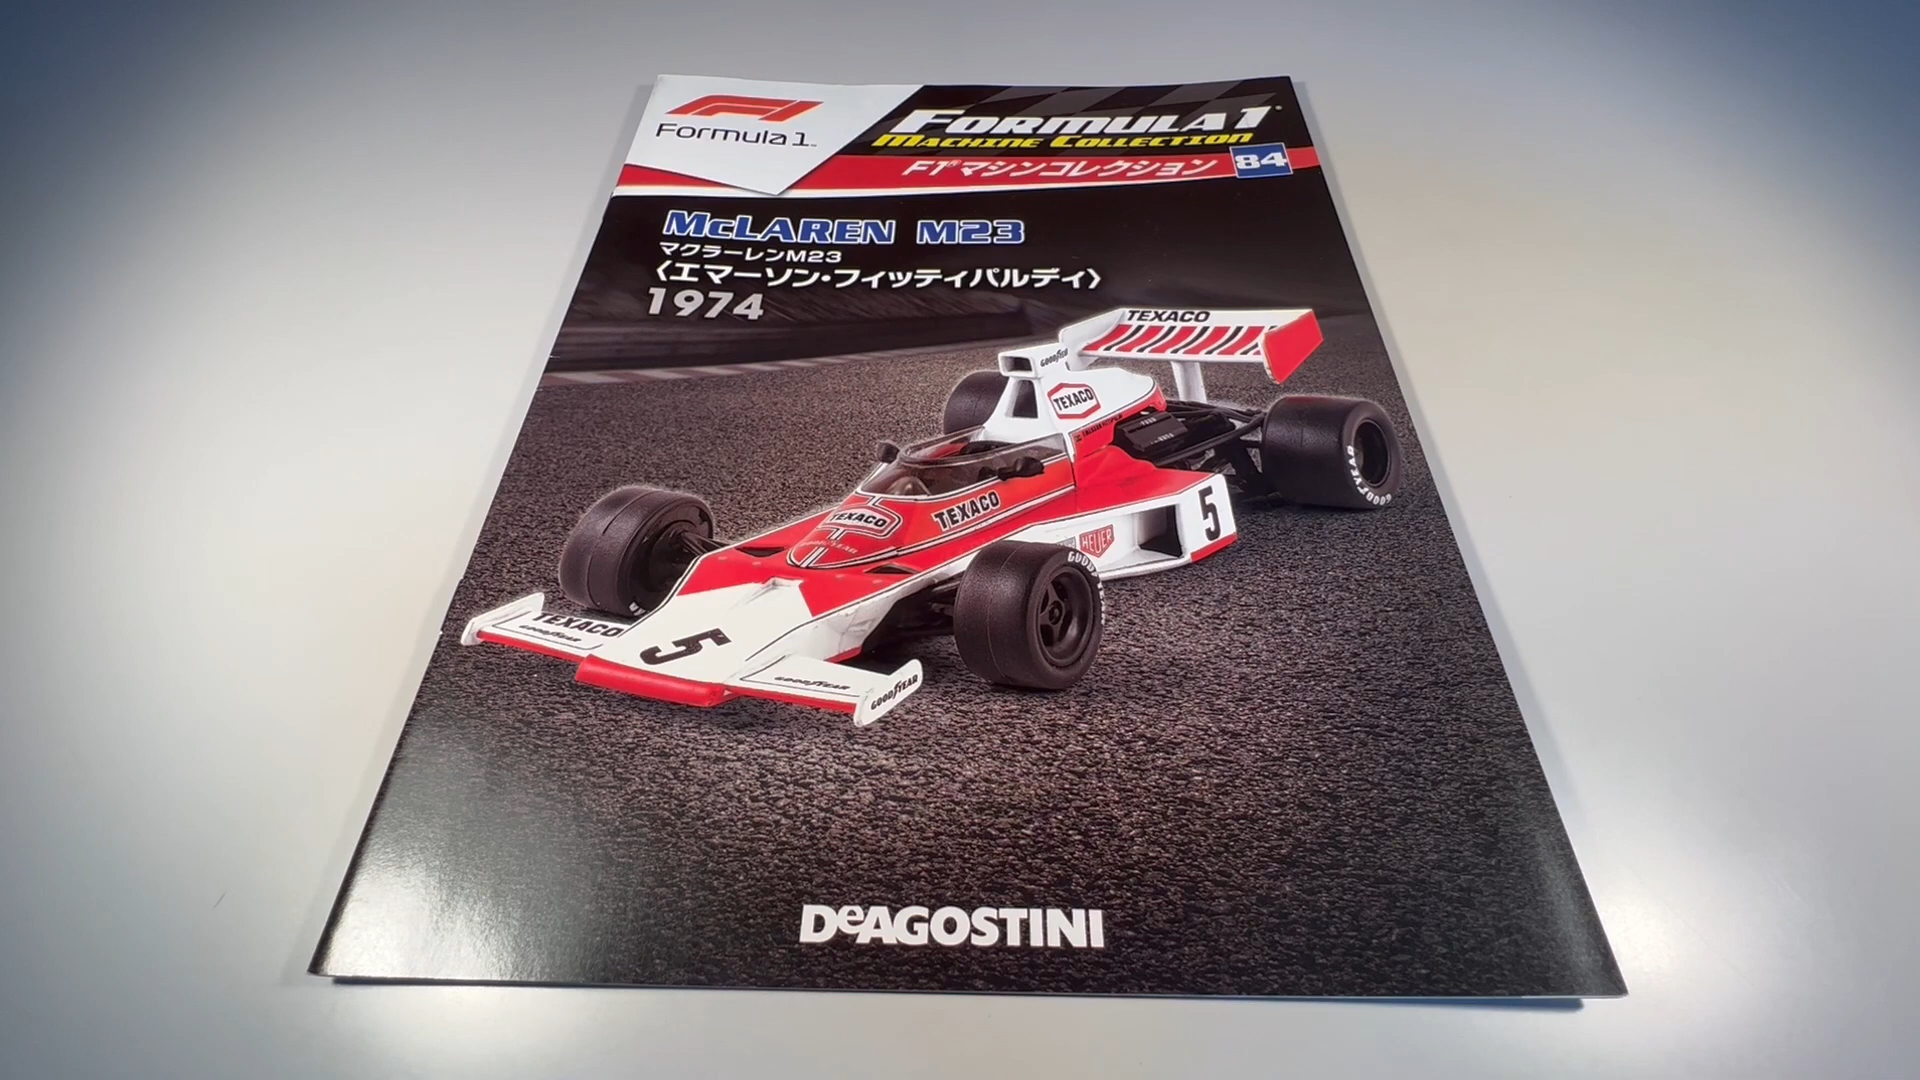 Formula 1
FORMULA 1
MACHINE COLLECTION
F1マシンコレクション 84
McLAREN M23
マクラーレンM23
〈エマーソン・フィッティパルディ〉
1974
TEXACO
GOODYEAR
TEXACO
TEXACO
TEXACO
GOODYEAR
5
HEUER
GOODYEAR
GOODYEAR
TEXACO
GOODYEAR
5
GOODYEAR
GOODYEAR
DeAGOSTINI